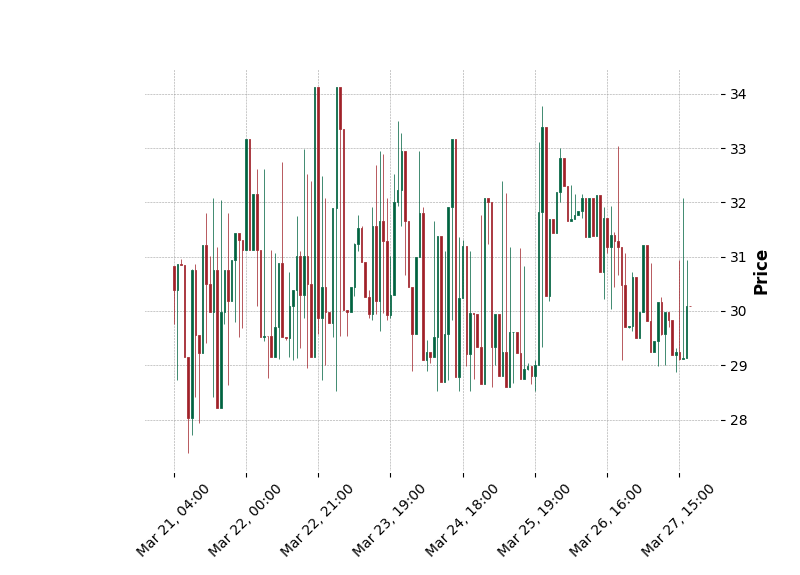 34
33
32
31
30
29
28
Price
Mar 21, 04:00
Mar 22, 00:00
Mar 22, 21:00
Mar 23, 19:00
Mar 24, 18:00
Mar 25, 19:00
Mar 26, 16:00
Mar 27, 15:00